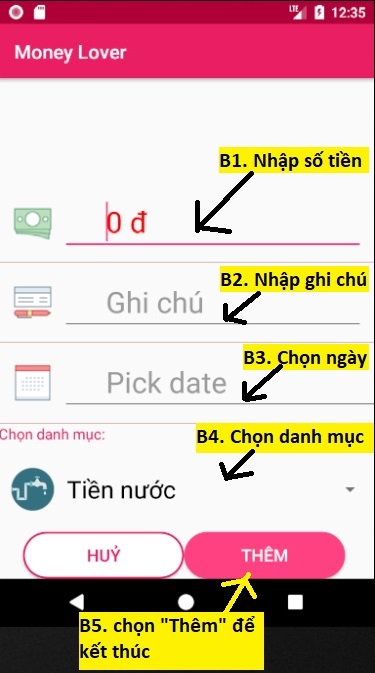 LTE 12:35
Money Lover
B1. Nhập số tiền
0 đ
B2. Nhập ghi chú
Ghi chú
B3. Chọn ngày
Pick date
Chọn danh mục:
B4. Chọn danh mục
Tiền nước
HUỶ THÊM
B5. chọn "Thêm" để
kết thúc